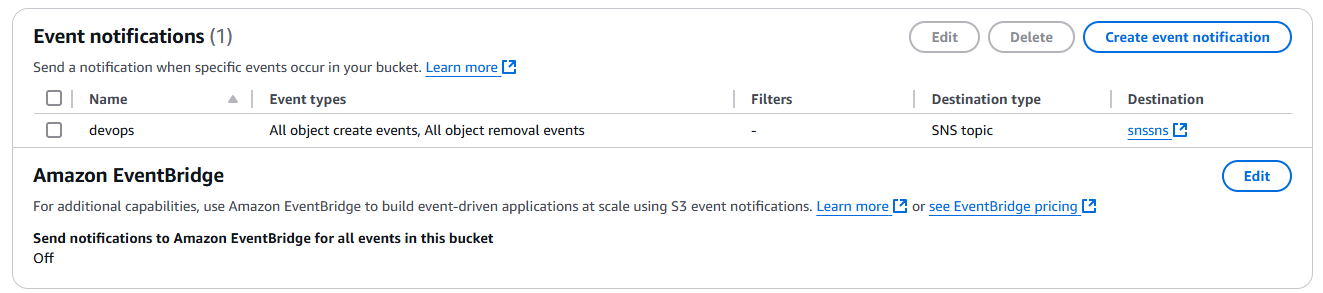 Event notifications (1)
Edit
Delete
Create event notification
Send a notification when specific events occur in your bucket. Learn more
Name Event types Filters Destination type Destination
devops All object create events, All object removal events - SNS topic snssns
Amazon EventBridge
Edit
For additional capabilities, use Amazon EventBridge to build event-driven applications at scale using S3 event notifications. Learn more or see EventBridge pricing
Send notifications to Amazon EventBridge for all events in this bucket
Off